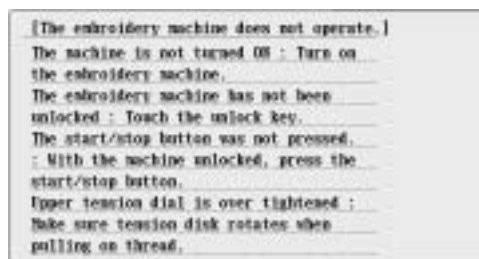 [The embroidery machine does not operate.]
The machine is not turned ON : Turn on
the embroidery machine.
The embroidery machine has not been
unlocked : Touch the unlock key.
The start/stop button was not pressed.
: With the machine unlocked, press the
start/stop button.
Upper tension dial is over tightened :
Make sure tension disk rotates when
pulling on thread.